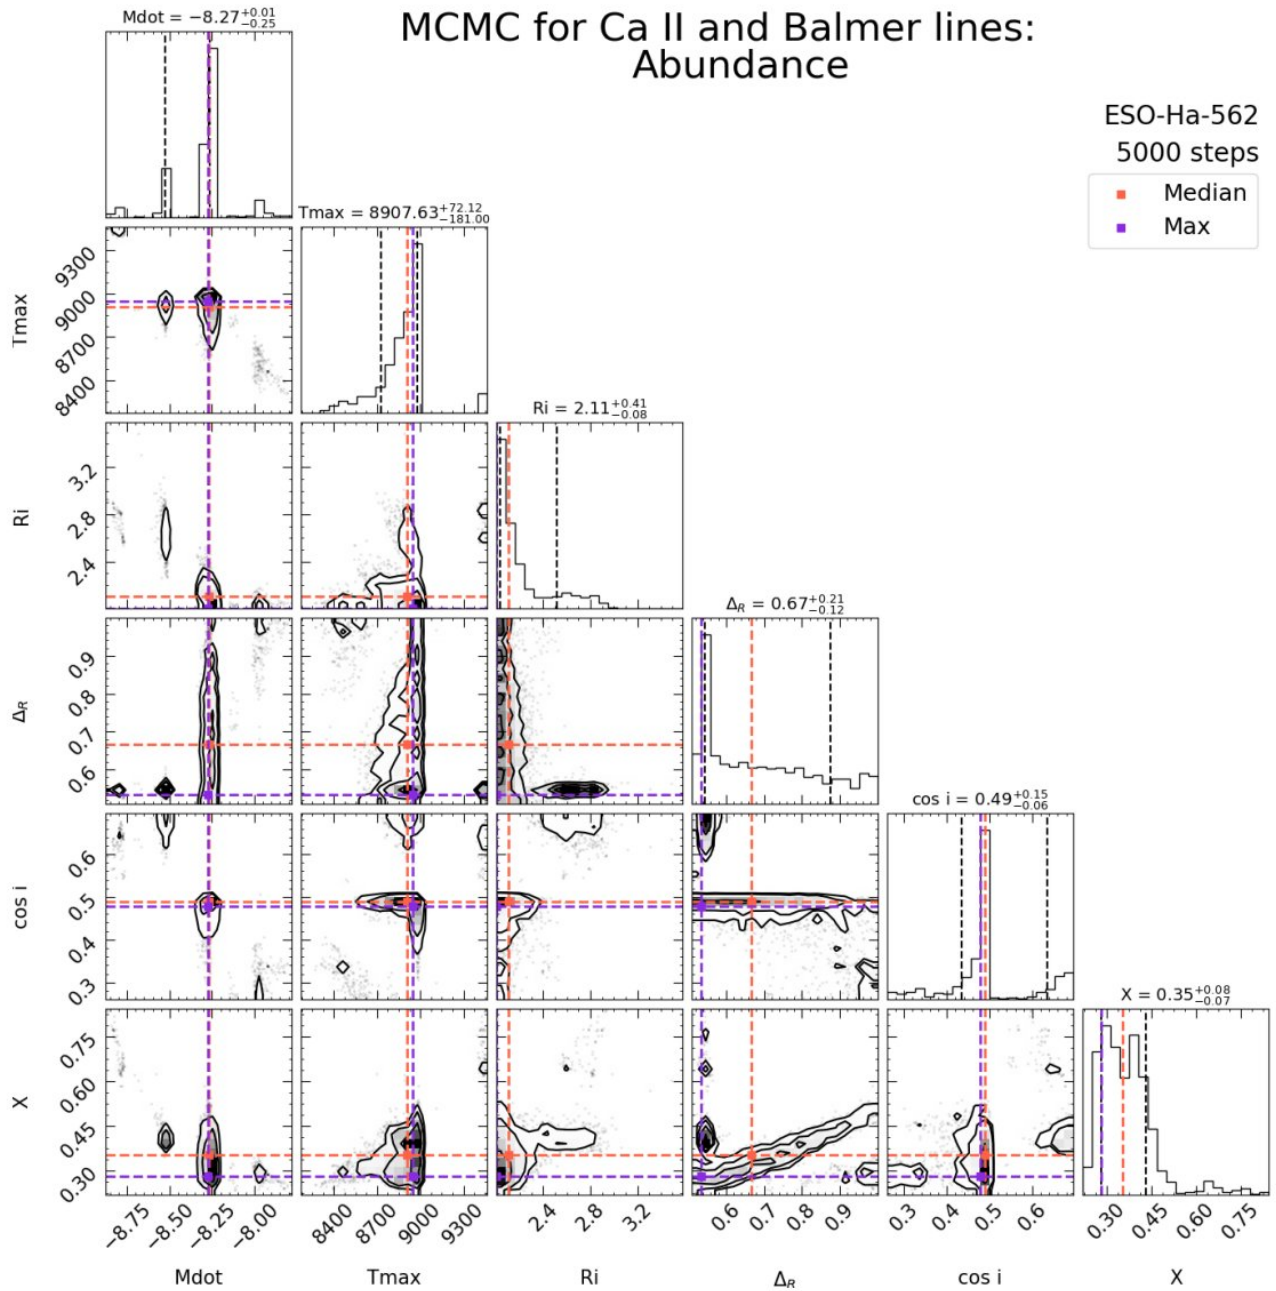 MCMC for Ca II and Balmer lines:
Abundance
ESO-Ha-562
5000 steps
Median
Max
Mdot = −8.27+0.01−0.25
Tmax = 8907.63+72.12−181.00
Tmax
9300
9000
8700
8400
Ri = 2.11+0.41−0.08
Ri
3.2
2.8
2.4
ΔR = 0.67+0.21−0.12
ΔR
0.9
0.8
0.7
0.6
cos i = 0.49+0.15−0.06
cos i
0.6
0.5
0.4
0.3
X = 0.35+0.08−0.07
X
0.75
0.60
0.45
0.30
−8.75 −8.50 −8.25 −8.00 8400 8700 9000 9300 2.4 2.8 3.2 0.6 0.7 0.8 0.9 0.3 0.4 0.5 0.6 0.30 0.45 0.60 0.75
Mdot Tmax Ri ΔR cos i X